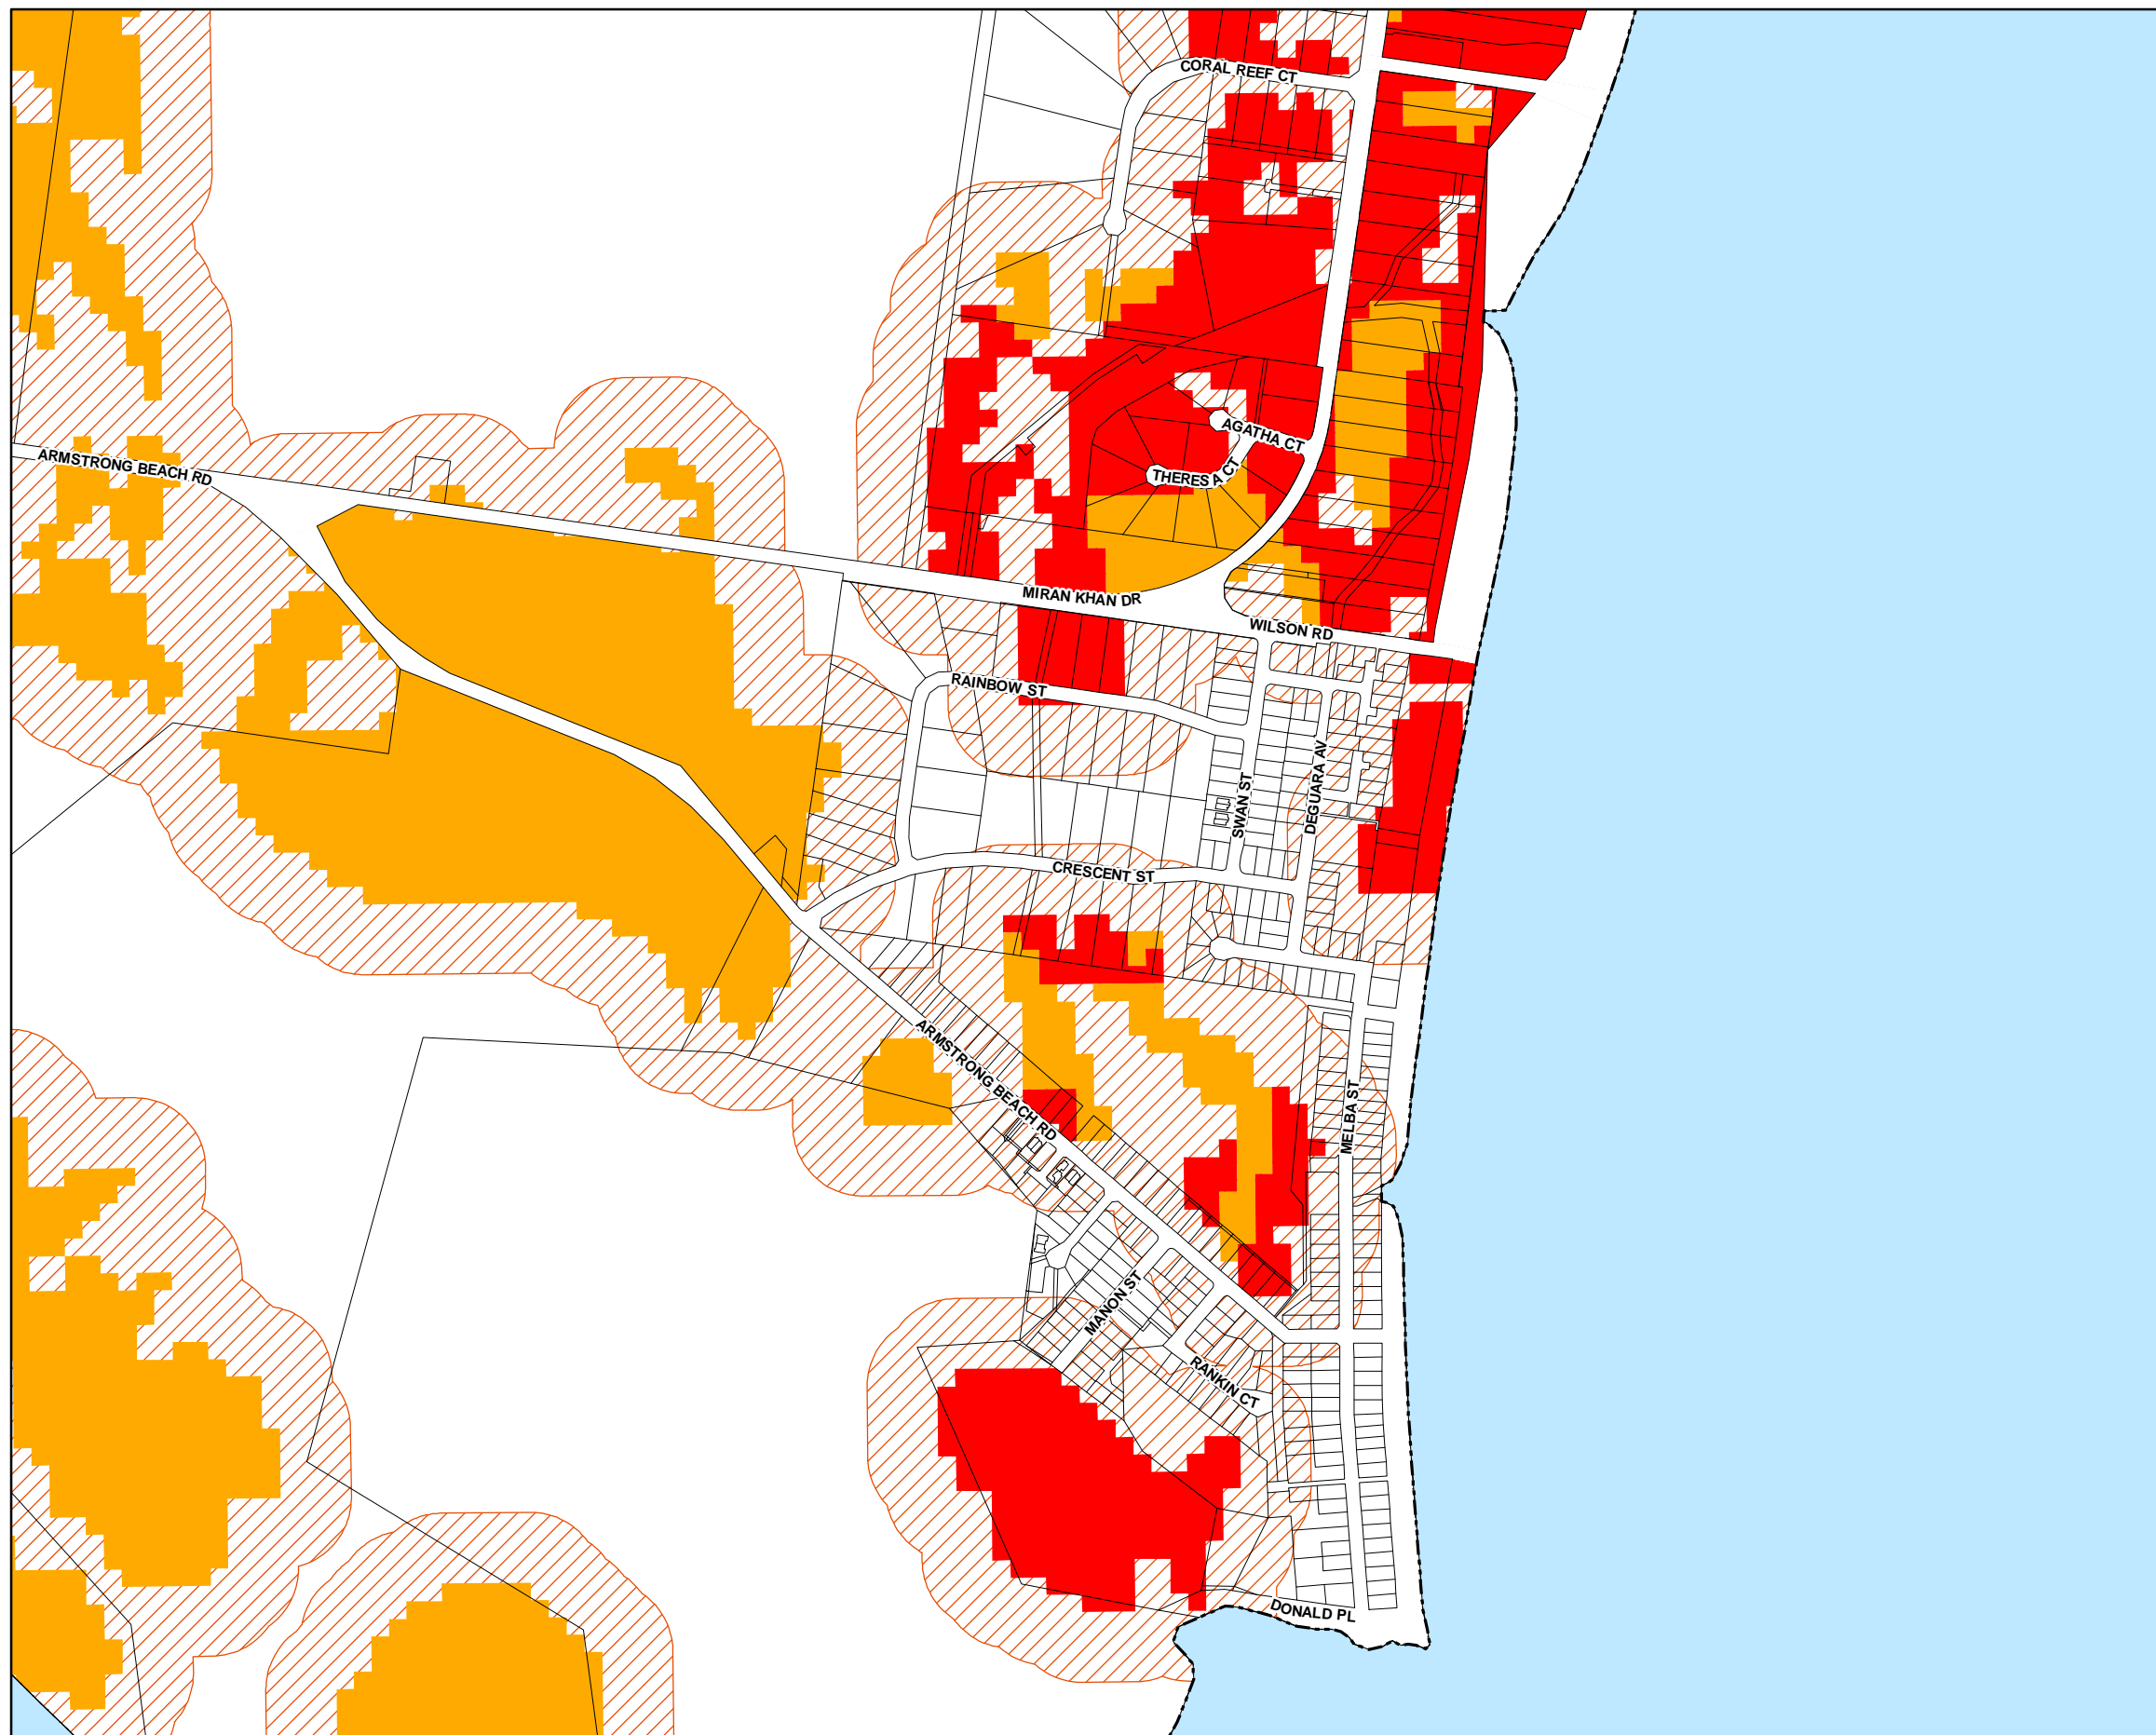 CORAL REEF CT
AGATHA CT
ARMSTRONG BEACH RD
THERESA CT
MIRAN KHAN DR
WILSON RD
RAINBOW ST
SWAN ST
DEGUARA AV
CRESCENT ST
ARMSTRONG BEACH RD
MELBA ST
MANON ST
RANKIN CT
DONALD PL